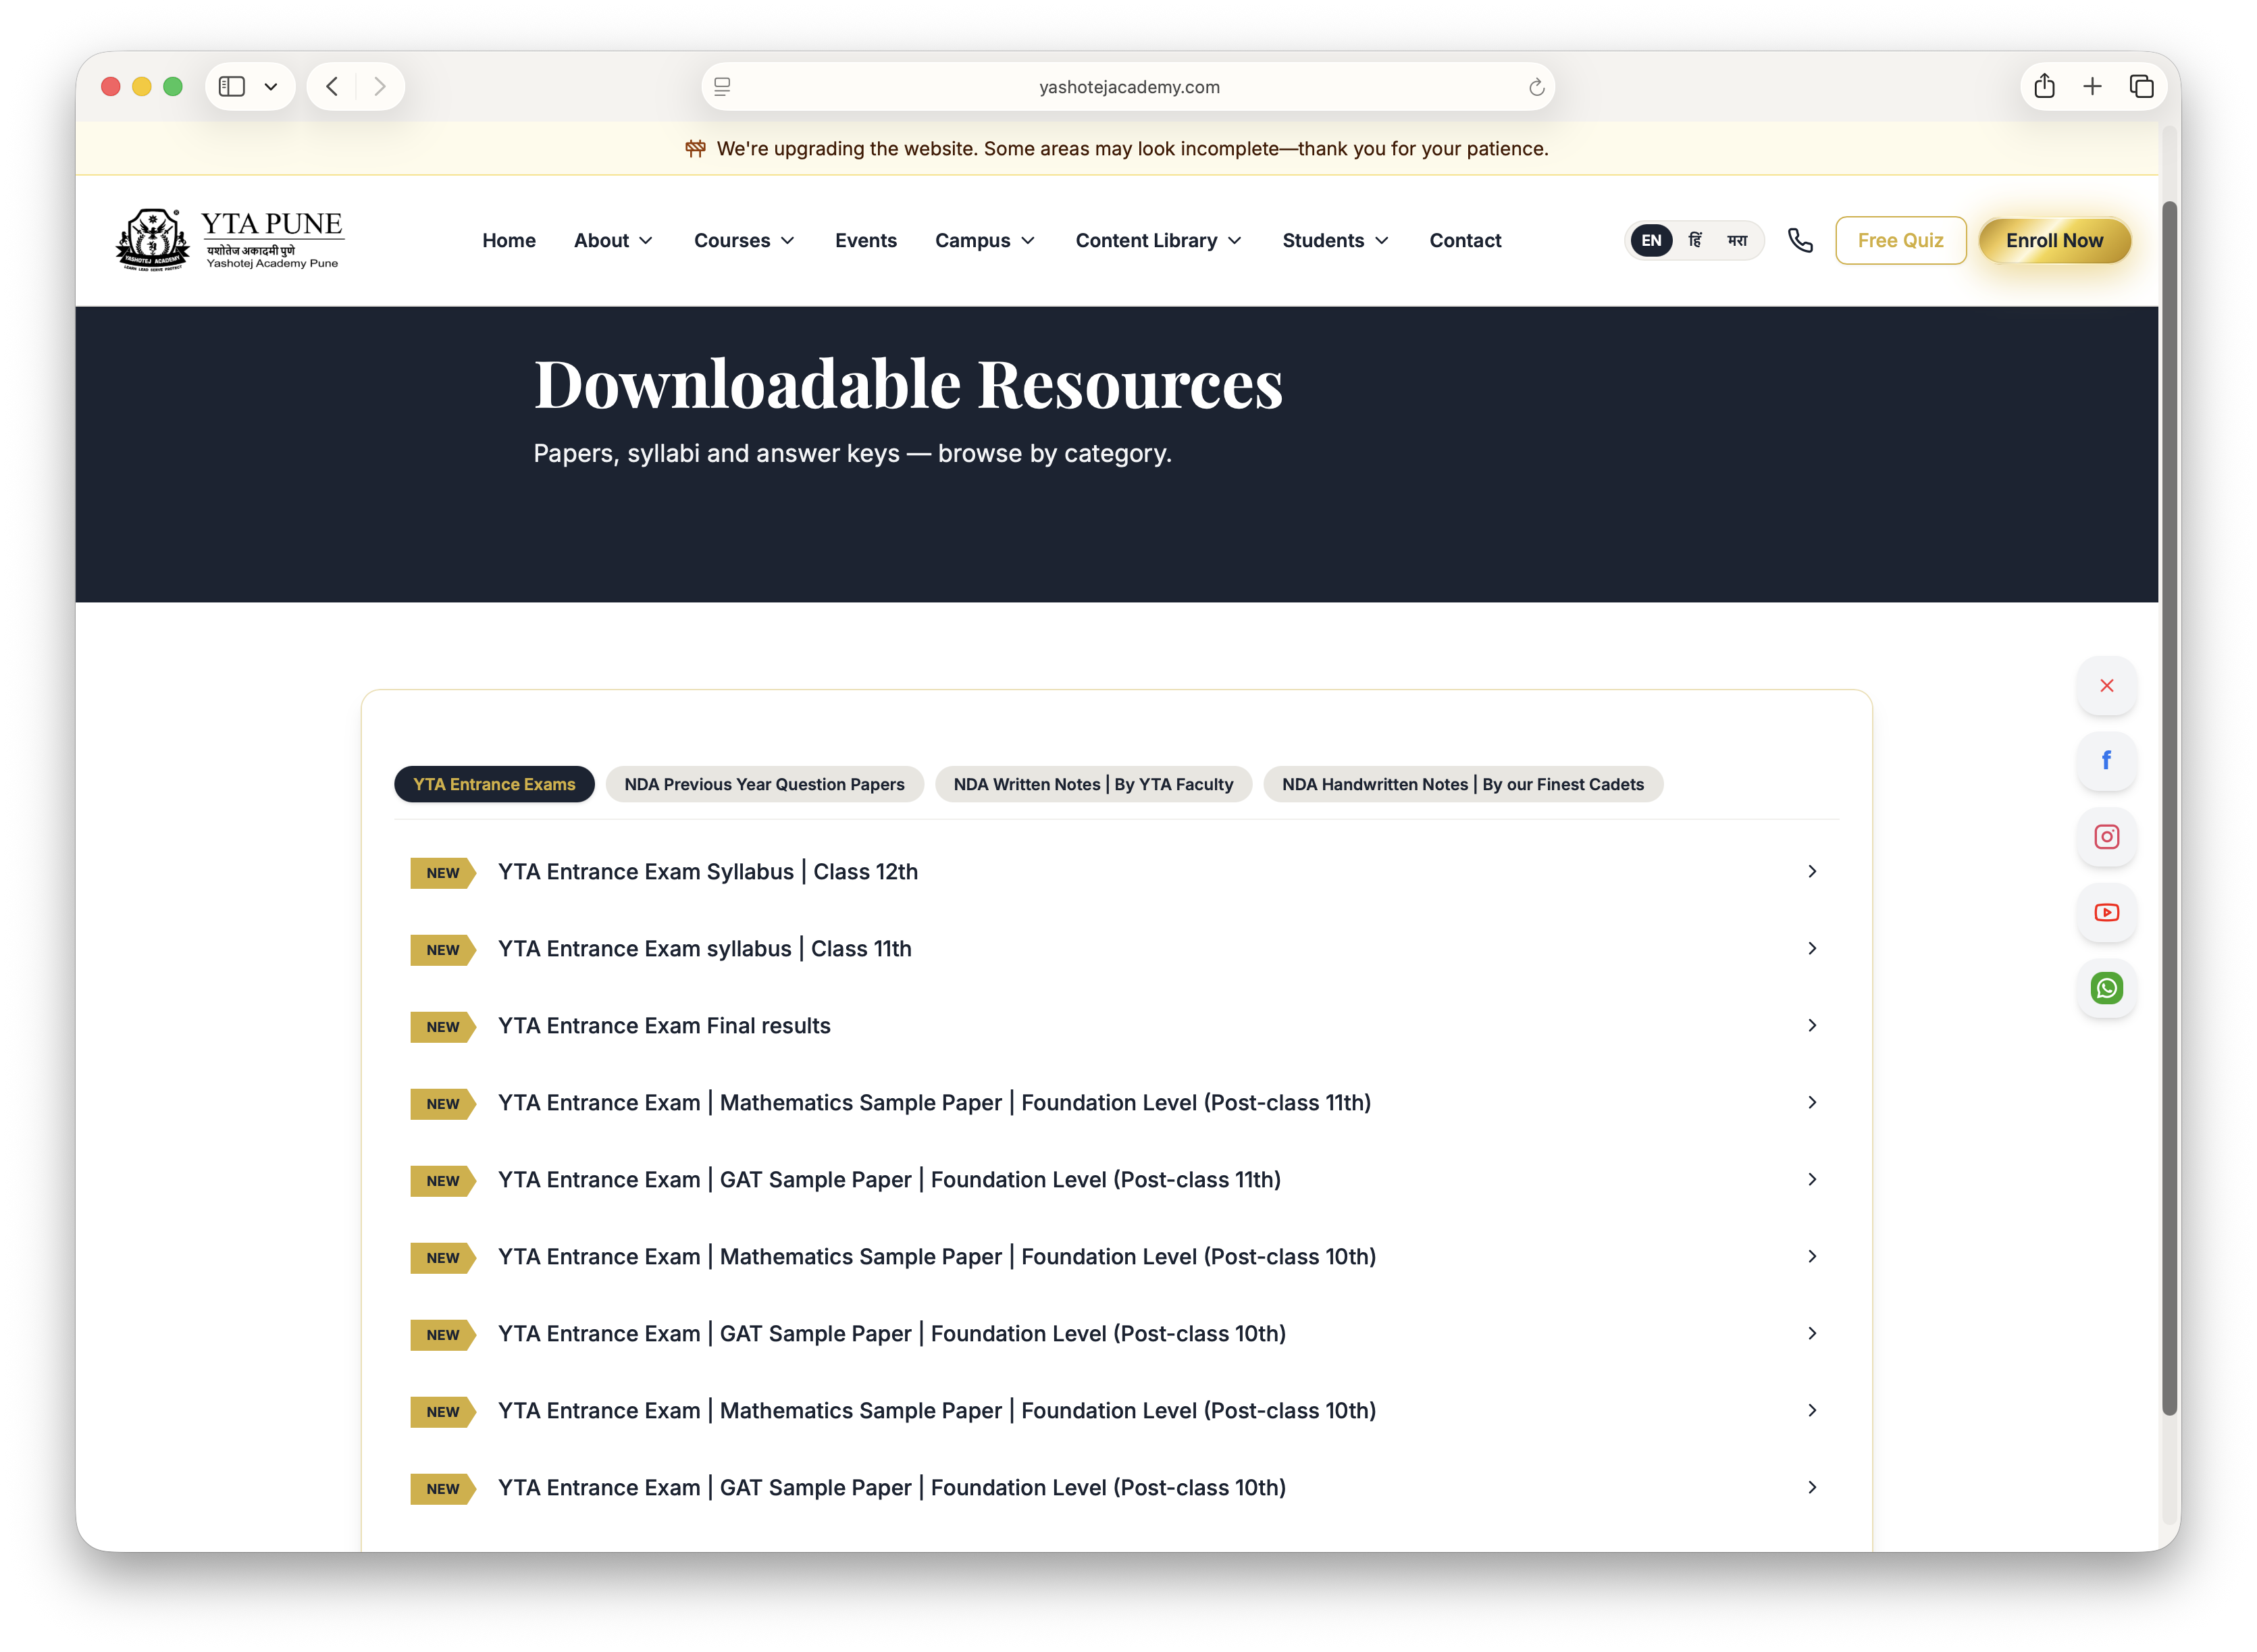 yashotejacademy.com
We're upgrading the website. Some areas may look incomplete—thank you for your patience.
YTA PUNE
यशोतेज अकादमी पुणे
Yashotej Academy Pune
YASHOTEJ ACADEMY
LEARN LEAD SERVE PROTECT
Home About Courses Events Campus Content Library Students Contact
EN हिं मरा Free Quiz Enroll Now
Downloadable Resources
Papers, syllabi and answer keys — browse by category.
YTA Entrance Exams NDA Previous Year Question Papers NDA Written Notes | By YTA Faculty NDA Handwritten Notes | By our Finest Cadets
NEW YTA Entrance Exam Syllabus | Class 12th
NEW YTA Entrance Exam syllabus | Class 11th
NEW YTA Entrance Exam Final results
NEW YTA Entrance Exam | Mathematics Sample Paper | Foundation Level (Post-class 11th)
NEW YTA Entrance Exam | GAT Sample Paper | Foundation Level (Post-class 11th)
NEW YTA Entrance Exam | Mathematics Sample Paper | Foundation Level (Post-class 10th)
NEW YTA Entrance Exam | GAT Sample Paper | Foundation Level (Post-class 10th)
NEW YTA Entrance Exam | Mathematics Sample Paper | Foundation Level (Post-class 10th)
NEW YTA Entrance Exam | GAT Sample Paper | Foundation Level (Post-class 10th)